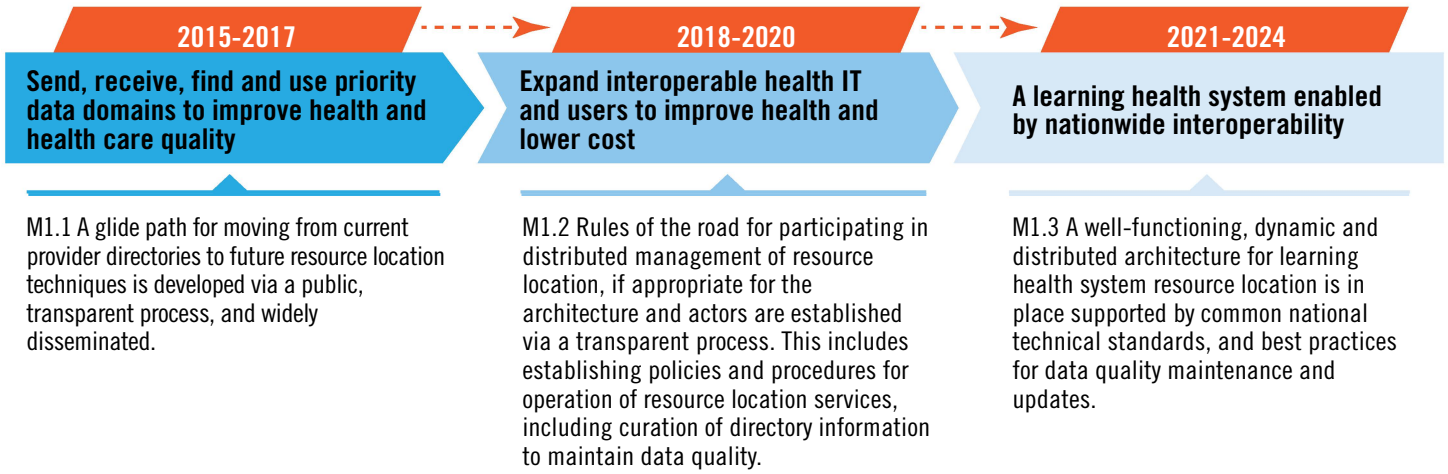 2015-2017
Send, receive, find and use priority
data domains to improve health and
health care quality
M1.1 A glide path for moving from current
provider directories to future resource location
techniques is developed via a public,
transparent process, and widely
disseminated.
2018-2020
Expand interoperable health IT
and users to improve health and
lower cost
M1.2 Rules of the road for participating in
distributed management of resource
location, if appropriate for the
architecture and actors are established
via a transparent process. This includes
establishing policies and procedures for
operation of resource location services,
including curation of directory information
to maintain data quality.
2021-2024
A learning health system enabled
by nationwide interoperability
M1.3 A well-functioning, dynamic and
distributed architecture for learning
health system resource location is in
place supported by common national
technical standards, and best practices
for data quality maintenance and
updates.